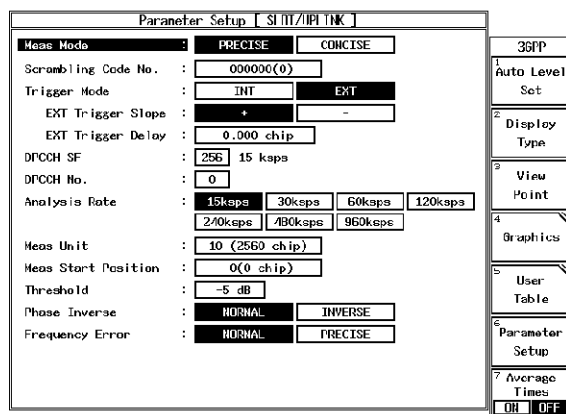 Parameter Setup [ SLOT/UPLINK ]
Meas Mode : PRECISE CONCISE
Scrambling Code No. : 000000(0)
Trigger Mode : INT EXT
EXT Trigger Slope : + -
EXT Trigger Delay : 0.000 chip
DPCCH SF : 256 15 ksps
DPCCH No. : 0
Analysis Rate : 15ksps 30ksps 60ksps 120ksps
240ksps 480ksps 960ksps
Meas Unit : 10 (2560 chip)
Meas Start Position : 0(0 chip)
Threshold : -5 dB
Phase Inverse : NORMAL INVERSE
Frequency Error : NORMAL PRECISE
3GPP
1 Auto Level
Set
2 Display
Type
3 View
Point
4 Graphics
5 User
Table
6 Parameter
Setup
7 Average
Times
ON OFF